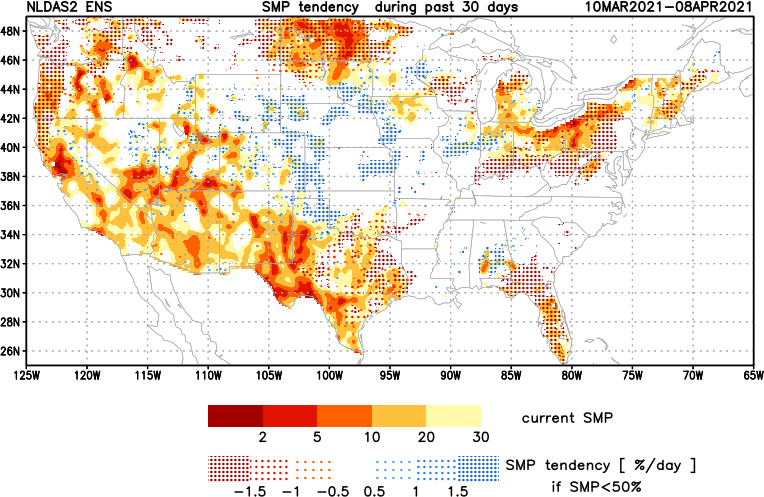 NLDAS2 ENS SMP tendency during past 30 days 10MAR2021−08APR2021
48N
46N
44N
42N
40N
38N
36N
34N
32N
30N
28N
26N
125W 120W 115W 110W 105W 100W 95W 90W 85W 80W 75W 70W 65W
current SMP
2 5 10 20 30
SMP tendency [ %/day ]
−1.5 −1 −0.5 0.5 1 1.5 if SMP<50%